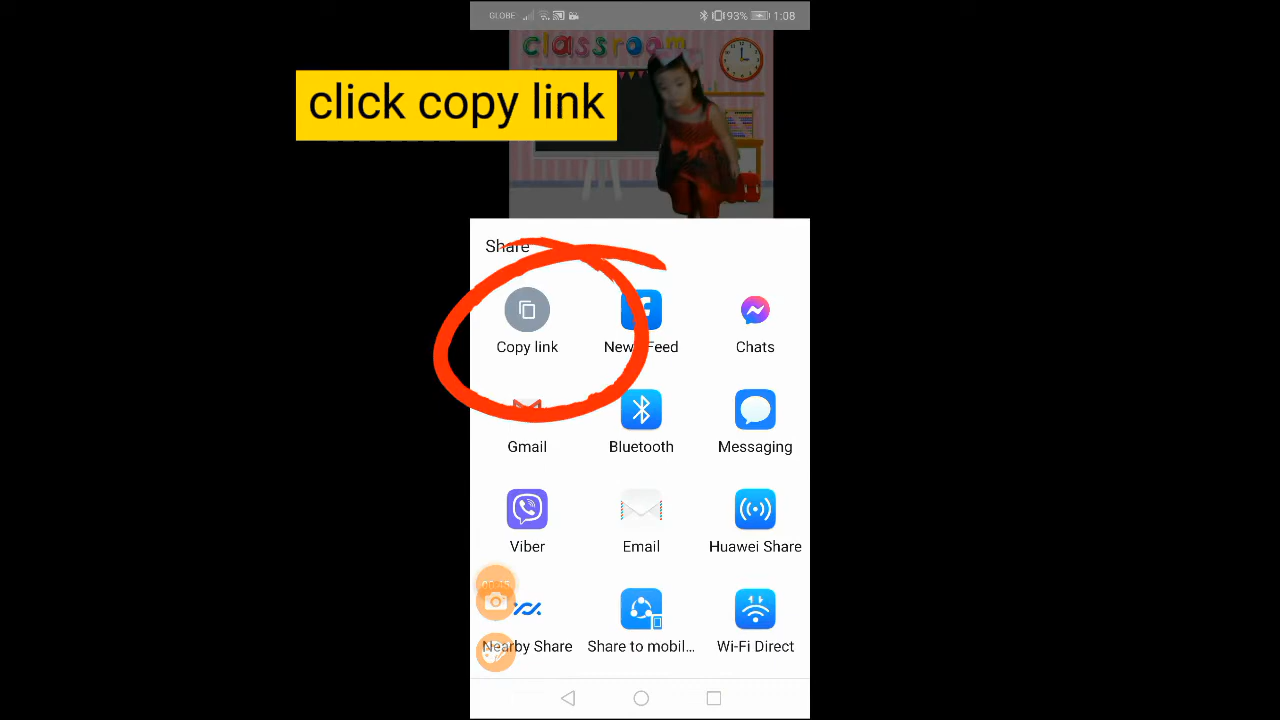 GLOBE 93% 1:08
classroom
click copy link
Share
Copy link News Feed Chats
Gmail Bluetooth Messaging
Viber Email Huawei Share
Nearby Share Share to mobil... Wi-Fi Direct